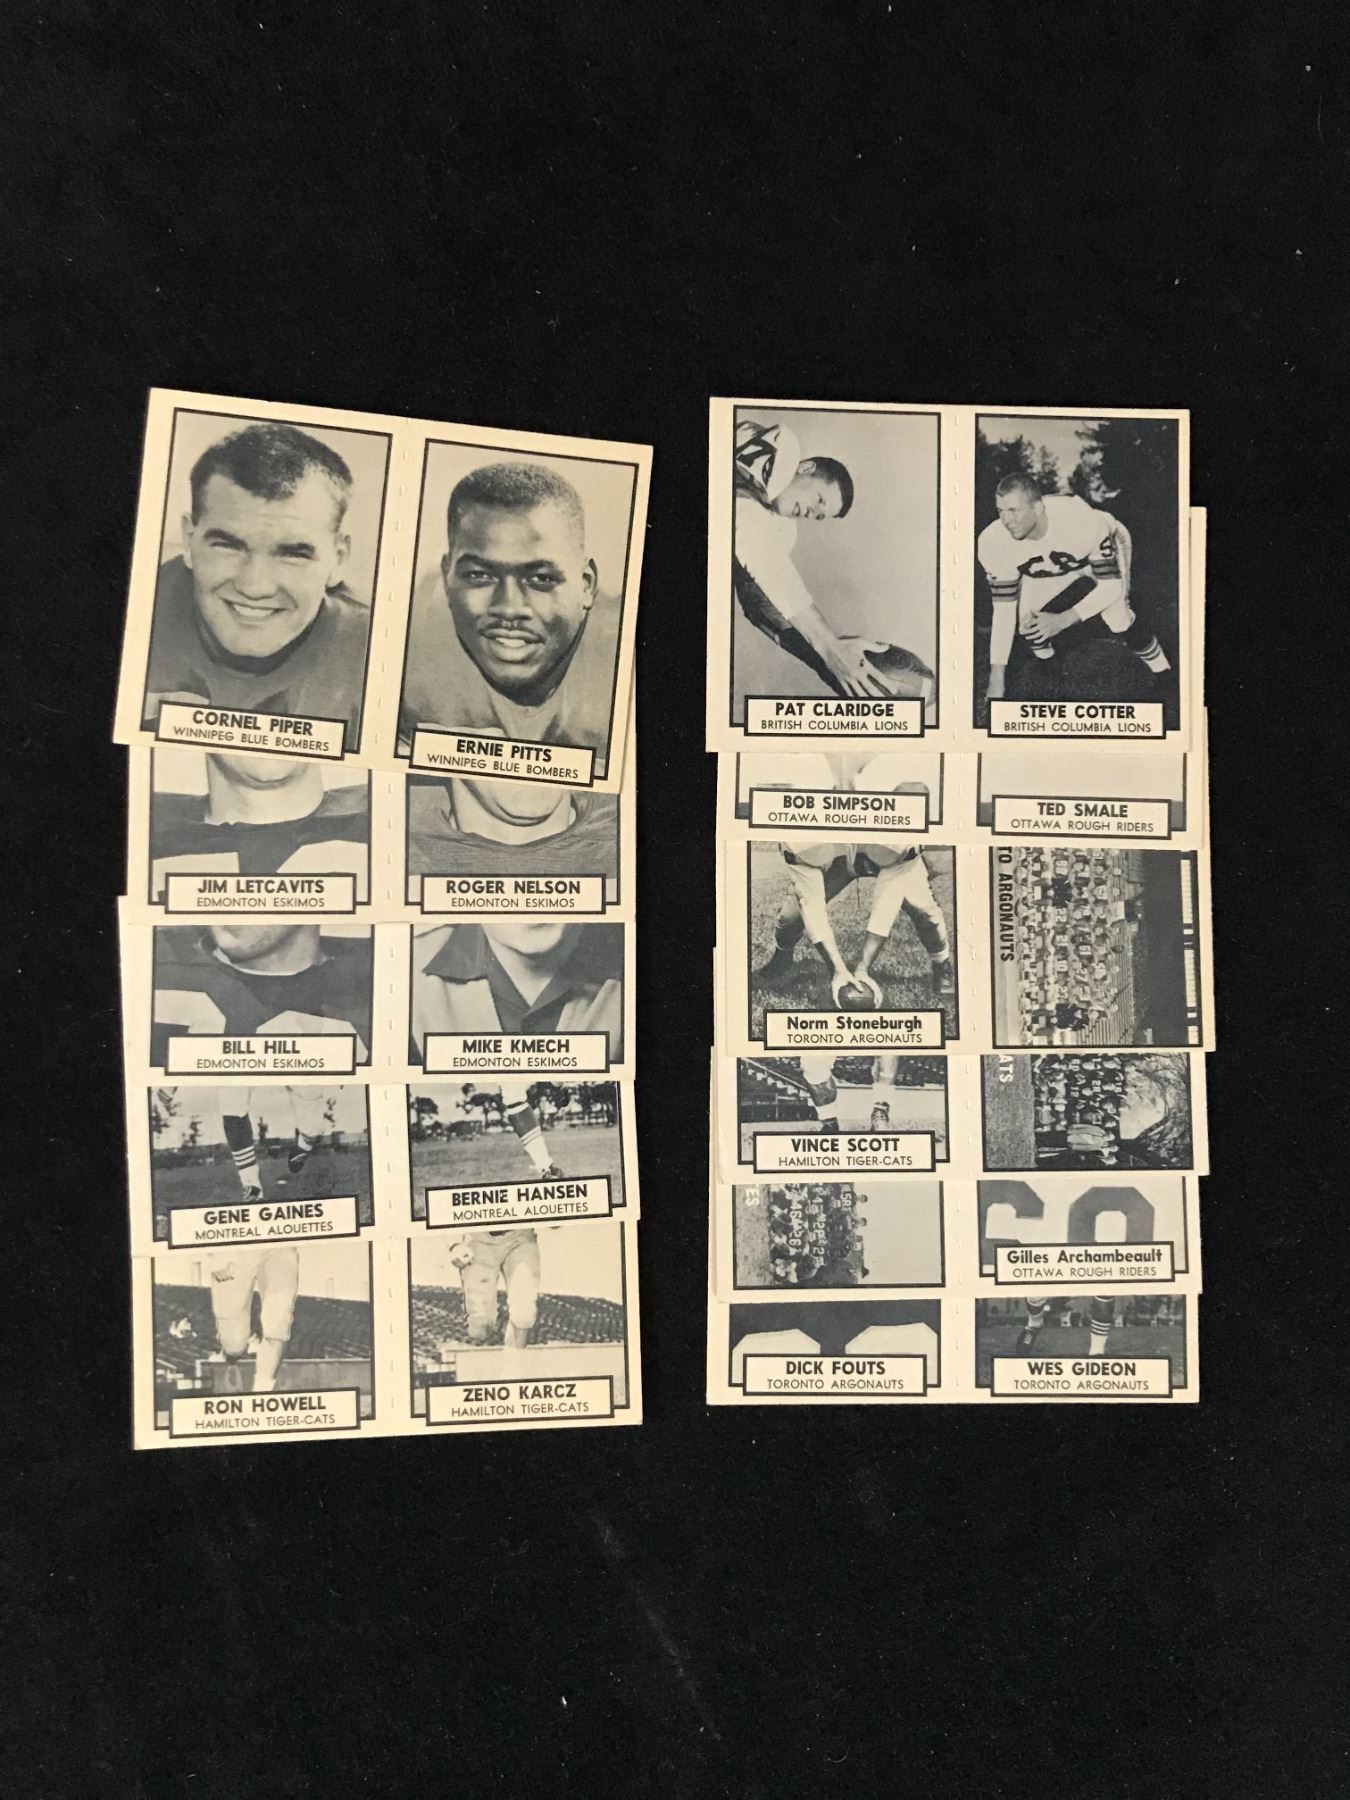 CORNEL PIPER
WINNIPEG BLUE BOMBERS
ERNIE PITTS
WINNIPEG BLUE BOMBERS
JIM LETCAVITS
EDMONTON ESKIMOS
ROGER NELSON
EDMONTON ESKIMOS
BILL HILL
EDMONTON ESKIMOS
MIKE KMECH
EDMONTON ESKIMOS
GENE GAINES
MONTREAL ALOUETTES
BERNIE HANSEN
MONTREAL ALOUETTES
RON HOWELL
HAMILTON TIGER-CATS
ZENO KARCZ
HAMILTON TIGER-CATS
PAT CLARIDGE
BRITISH COLUMBIA LIONS
STEVE COTTER
BRITISH COLUMBIA LIONS
BOB SIMPSON
OTTAWA ROUGH RIDERS
TED SMALE
OTTAWA ROUGH RIDERS
Norm Stoneburgh
TORONTO ARGONAUTS
TO ARGONAUTS
VINCE SCOTT
HAMILTON TIGER-CATS
ATS
ES
Gilles Archambeault
OTTAWA ROUGH RIDERS
DICK FOUTS
TORONTO ARGONAUTS
WES GIDEON
TORONTO ARGONAUTS